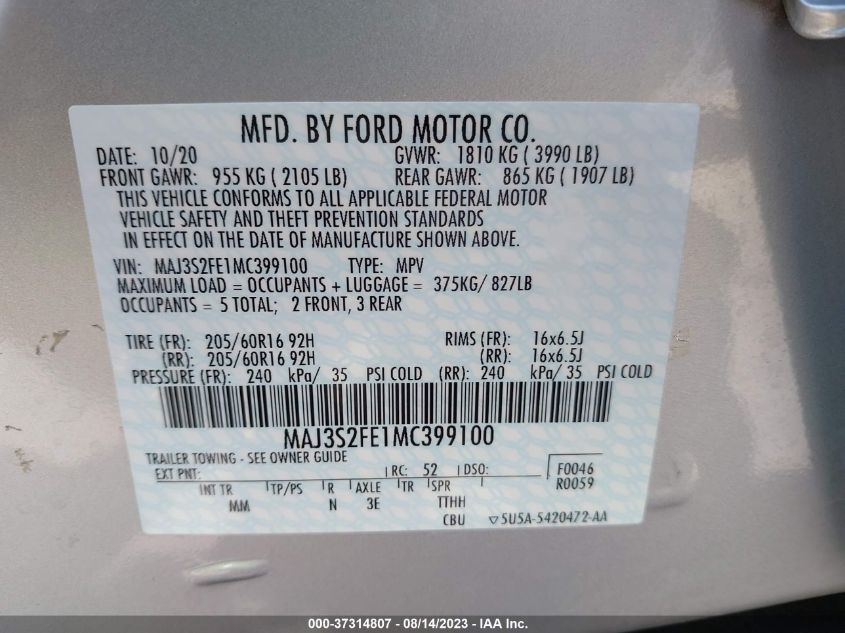 MFD. BY FORD MOTOR CO.
DATE: 10/20 GVWR: 1810 KG ( 3990 LB)
FRONT GAWR: 955 KG ( 2105 LB) REAR GAWR: 865 KG ( 1907 LB)
THIS VEHICLE CONFORMS TO ALL APPLICABLE FEDERAL MOTOR
VEHICLE SAFETY AND THEFT PREVENTION STANDARDS
IN EFFECT ON THE DATE OF MANUFACTURE SHOWN ABOVE.
VIN: MAJ3S2FE1MC399100 TYPE: MPV
MAXIMUM LOAD = OCCUPANTS + LUGGAGE = 375KG/ 827LB
OCCUPANTS = 5 TOTAL; 2 FRONT, 3 REAR
TIRE (FR): 205/60R16 92H RIMS (FR): 16x6.5J
(RR): 205/60R16 92H (RR): 16x6.5J
PRESSURE (FR): 240 kPa/ 35 PSI COLD (RR): 240 kPa/ 35 PSI COLD
MAJ3S2FE1MC399100
TRAILER TOWING - SEE OWNER GUIDE
EXT PNT: RC: 52 DSO: F0046
R0059
INT TR TP/PS R AXLE TR SPR
MM N 3E TTHH
CBU ▽5U5A-5420472-AA
000-37314807 - 08/14/2023 - IAA Inc.